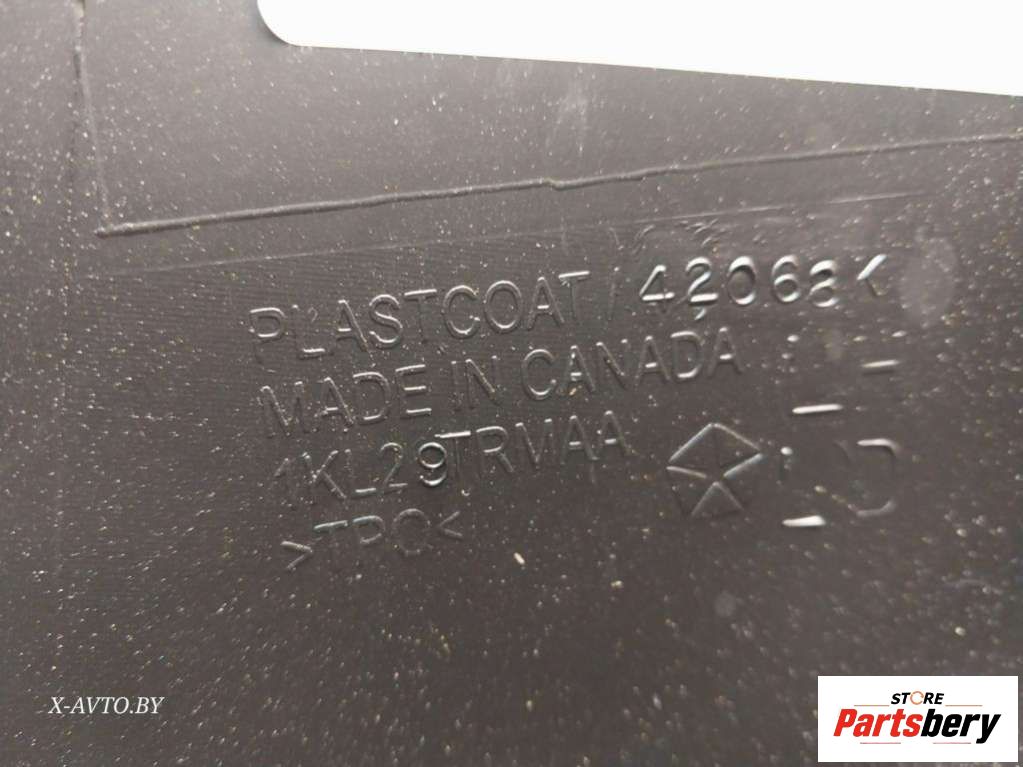 PLASTCOAT / 42068K
MADE IN CANADA
1KL29TRMAA
>TPO<
X-AVTO.BY
STORE
Partsbery